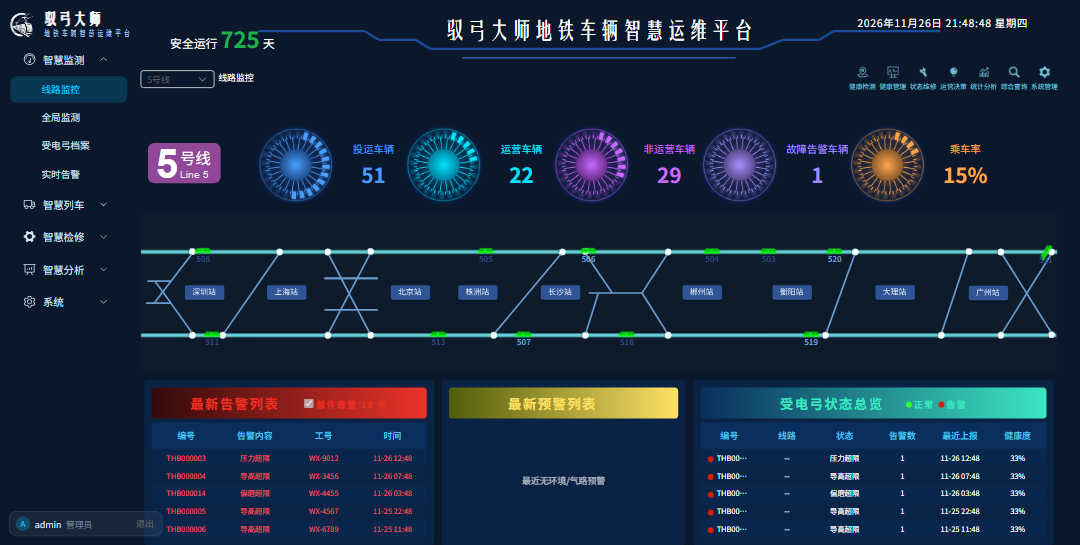 驭弓大师
地铁车辆智慧运维平台
安全运行 725 天
驭弓大师地铁车辆智慧运维平台
2026年11月26日 21:48:48 星期四
智慧监测
线路监控
全局监测
受电弓档案
实时告警
智慧列车
智慧检修
智慧分析
系统
5号线
线路监控
健康检测 健康管理 状态维修 运营决策 统计分析 综合查询 系统管理
5号线
Line 5
投运车辆
51
运营车辆
22
非运营车辆
29
故障告警车辆
1
乘车率
15%
508 505 506 504 503 520
深圳站 上海站 北京站 株洲站 长沙站 郴州站 衡阳站 大理站 广州站
511 513 507 518 519
最新告警列表
编号 告警内容 工号 时间
THB000003 压力超限 WX-9012 11-26 12:48
THB000004 导高超限 WX-3456 11-26 07:48
THB000014 偏磨超限 WX-4455 11-26 03:48
THB000005 导高超限 WX-4567 11-25 22:48
THB000006 导高超限 WX-6789 11-25 11:48
最新预警列表
最近无环境/气路预警
受电弓状态总览 正常 告警
编号 线路 状态 告警数 最近上报 健康度
THB00… -- 压力超限 1 11-26 12:48 33%
THB00… -- 导高超限 1 11-26 07:48 33%
THB00… -- 偏磨超限 1 11-26 03:48 33%
THB00… -- 导高超限 1 11-25 22:48 33%
THB00… -- 导高超限 1 11-25 11:48 33%
A admin 管理员 退出